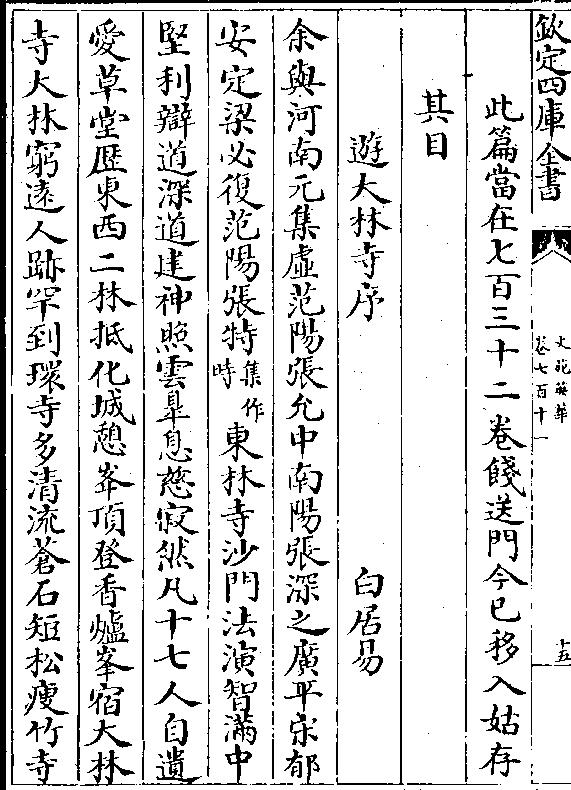 欽定四庫全書
文苑英華
卷七百十一
十五
此篇當在七百三十二卷餞送門今已移入姑存
其目
遊大林寺序 白居易
余與河南元集虛范陽張允中南陽張深之廣平宋郁
安定梁必復范陽張特集作時東林寺沙門法演智滿中
堅利辯道深道建神照雲臯息慈寂然凡十七人自遺
愛草堂歴東西二林抵化城憩峯頂登香爐峯宿大林
寺大林窮逺人跡罕到環寺多清流蒼石短松瘦竹寺